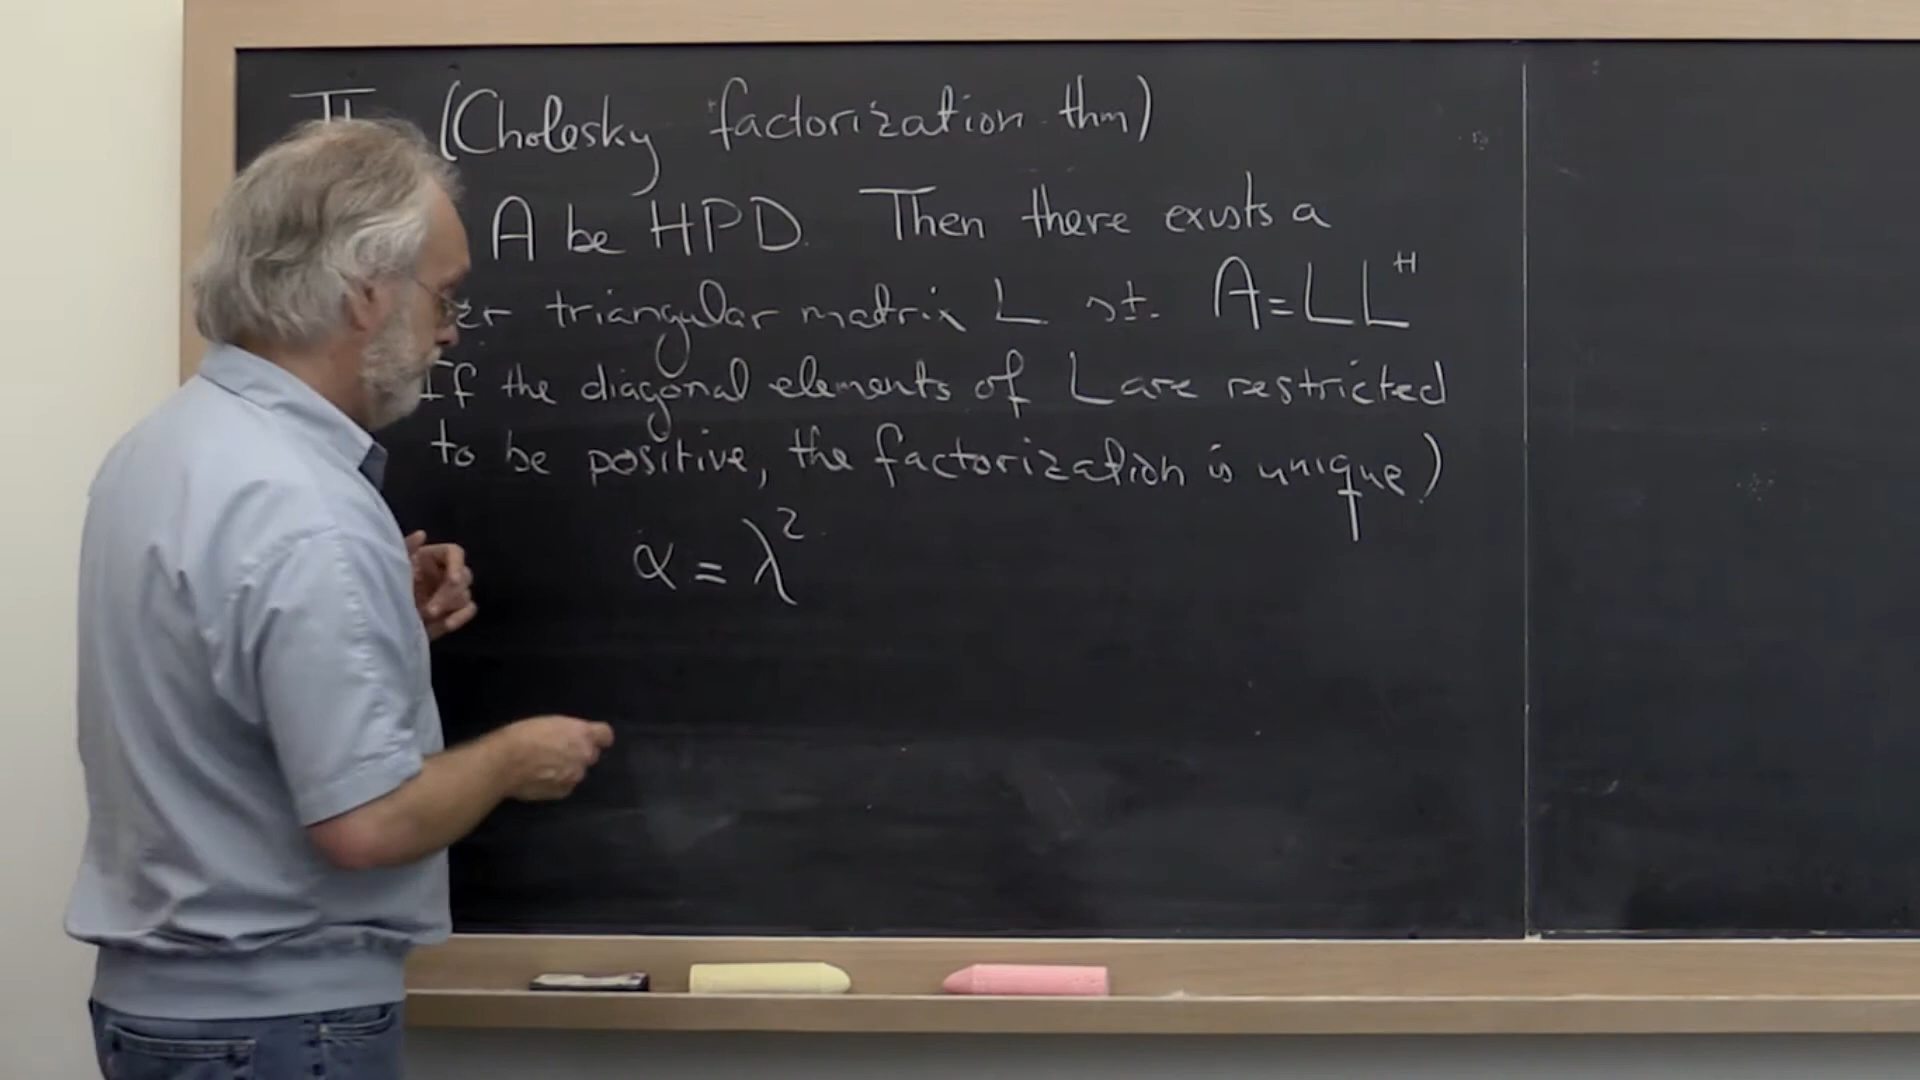 (Cholesky factorization thm)
A be HPD. Then there exists a
triangular matrix L st. A=LL^H
If the diagonal elements of L are restricted
to be positive, the factorization is unique)
α = λ²